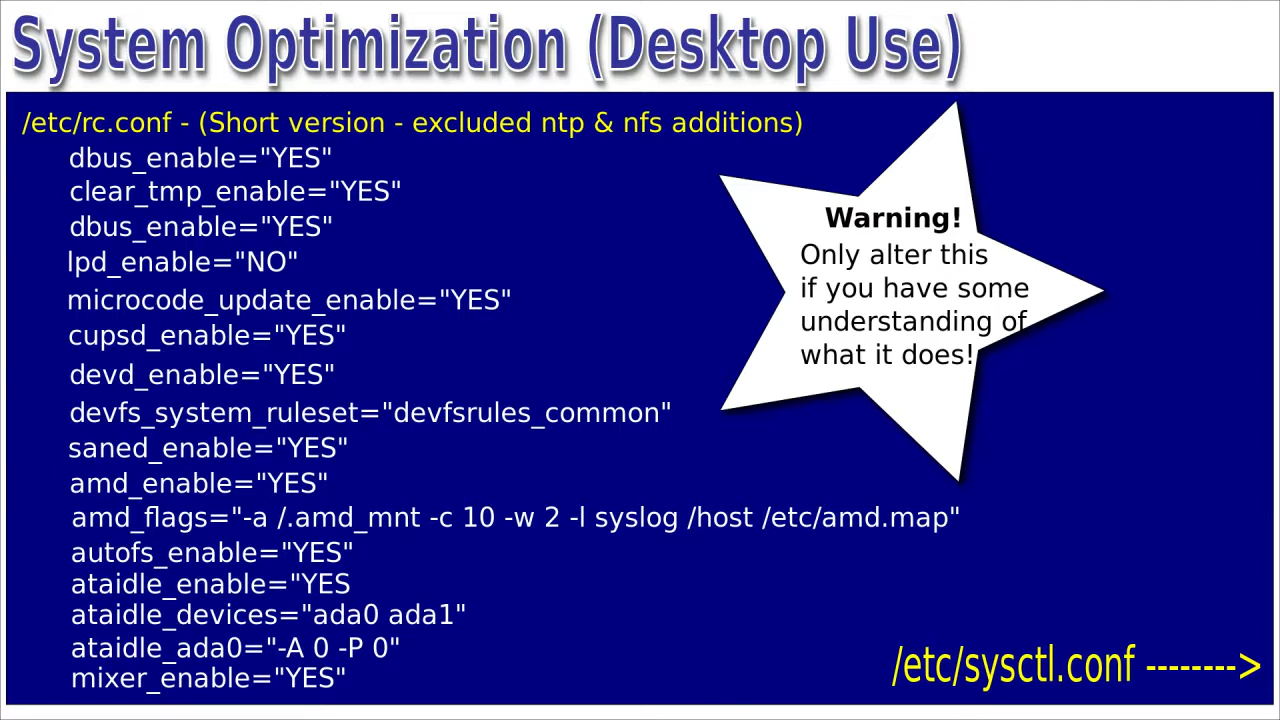 System Optimization (Desktop Use)
/etc/rc.conf - (Short version - excluded ntp & nfs additions)
dbus_enable="YES"
clear_tmp_enable="YES"
dbus_enable="YES"
lpd_enable="NO"
microcode_update_enable="YES"
cupsd_enable="YES"
devd_enable="YES"
devfs_system_ruleset="devfsrules_common"
saned_enable="YES"
amd_enable="YES"
amd_flags="-a /.amd_mnt -c 10 -w 2 -l syslog /host /etc/amd.map"
autofs_enable="YES"
ataidle_enable="YES
ataidle_devices="ada0 ada1"
ataidle_ada0="-A 0 -P 0"
mixer_enable="YES"
Warning!
Only alter this
if you have some
understanding of
what it does!
/etc/sysctl.conf -------->